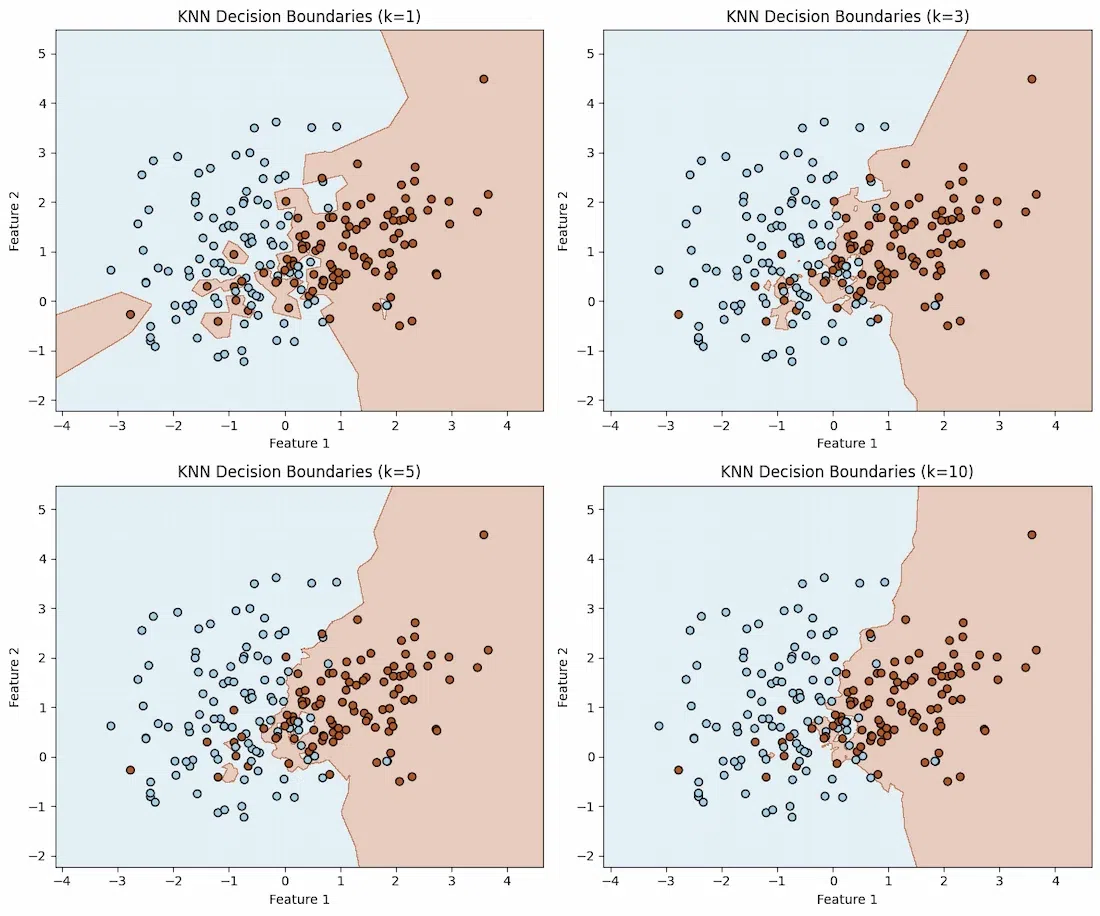 KNN Decision Boundaries (k=1)
5
4
3
2
1
0
−1
−2
Feature 2
−4 −3 −2 −1 0 1 2 3 4
Feature 1
KNN Decision Boundaries (k=3)
5
4
3
2
1
0
−1
−2
Feature 2
−4 −3 −2 −1 0 1 2 3 4
Feature 1
KNN Decision Boundaries (k=5)
5
4
3
2
1
0
−1
−2
Feature 2
−4 −3 −2 −1 0 1 2 3 4
Feature 1
KNN Decision Boundaries (k=10)
5
4
3
2
1
0
−1
−2
Feature 2
−4 −3 −2 −1 0 1 2 3 4
Feature 1